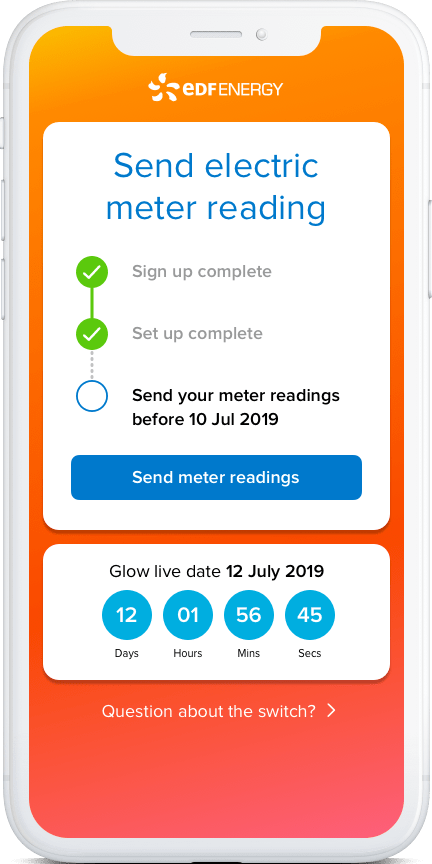 eDF ENERGY
Send electric
meter reading
Sign up complete
Set up complete
Send your meter readings
before 10 Jul 2019
Send meter readings
Glow live date 12 July 2019
12 01 56 45
Days Hours Mins Secs
Question about the switch?